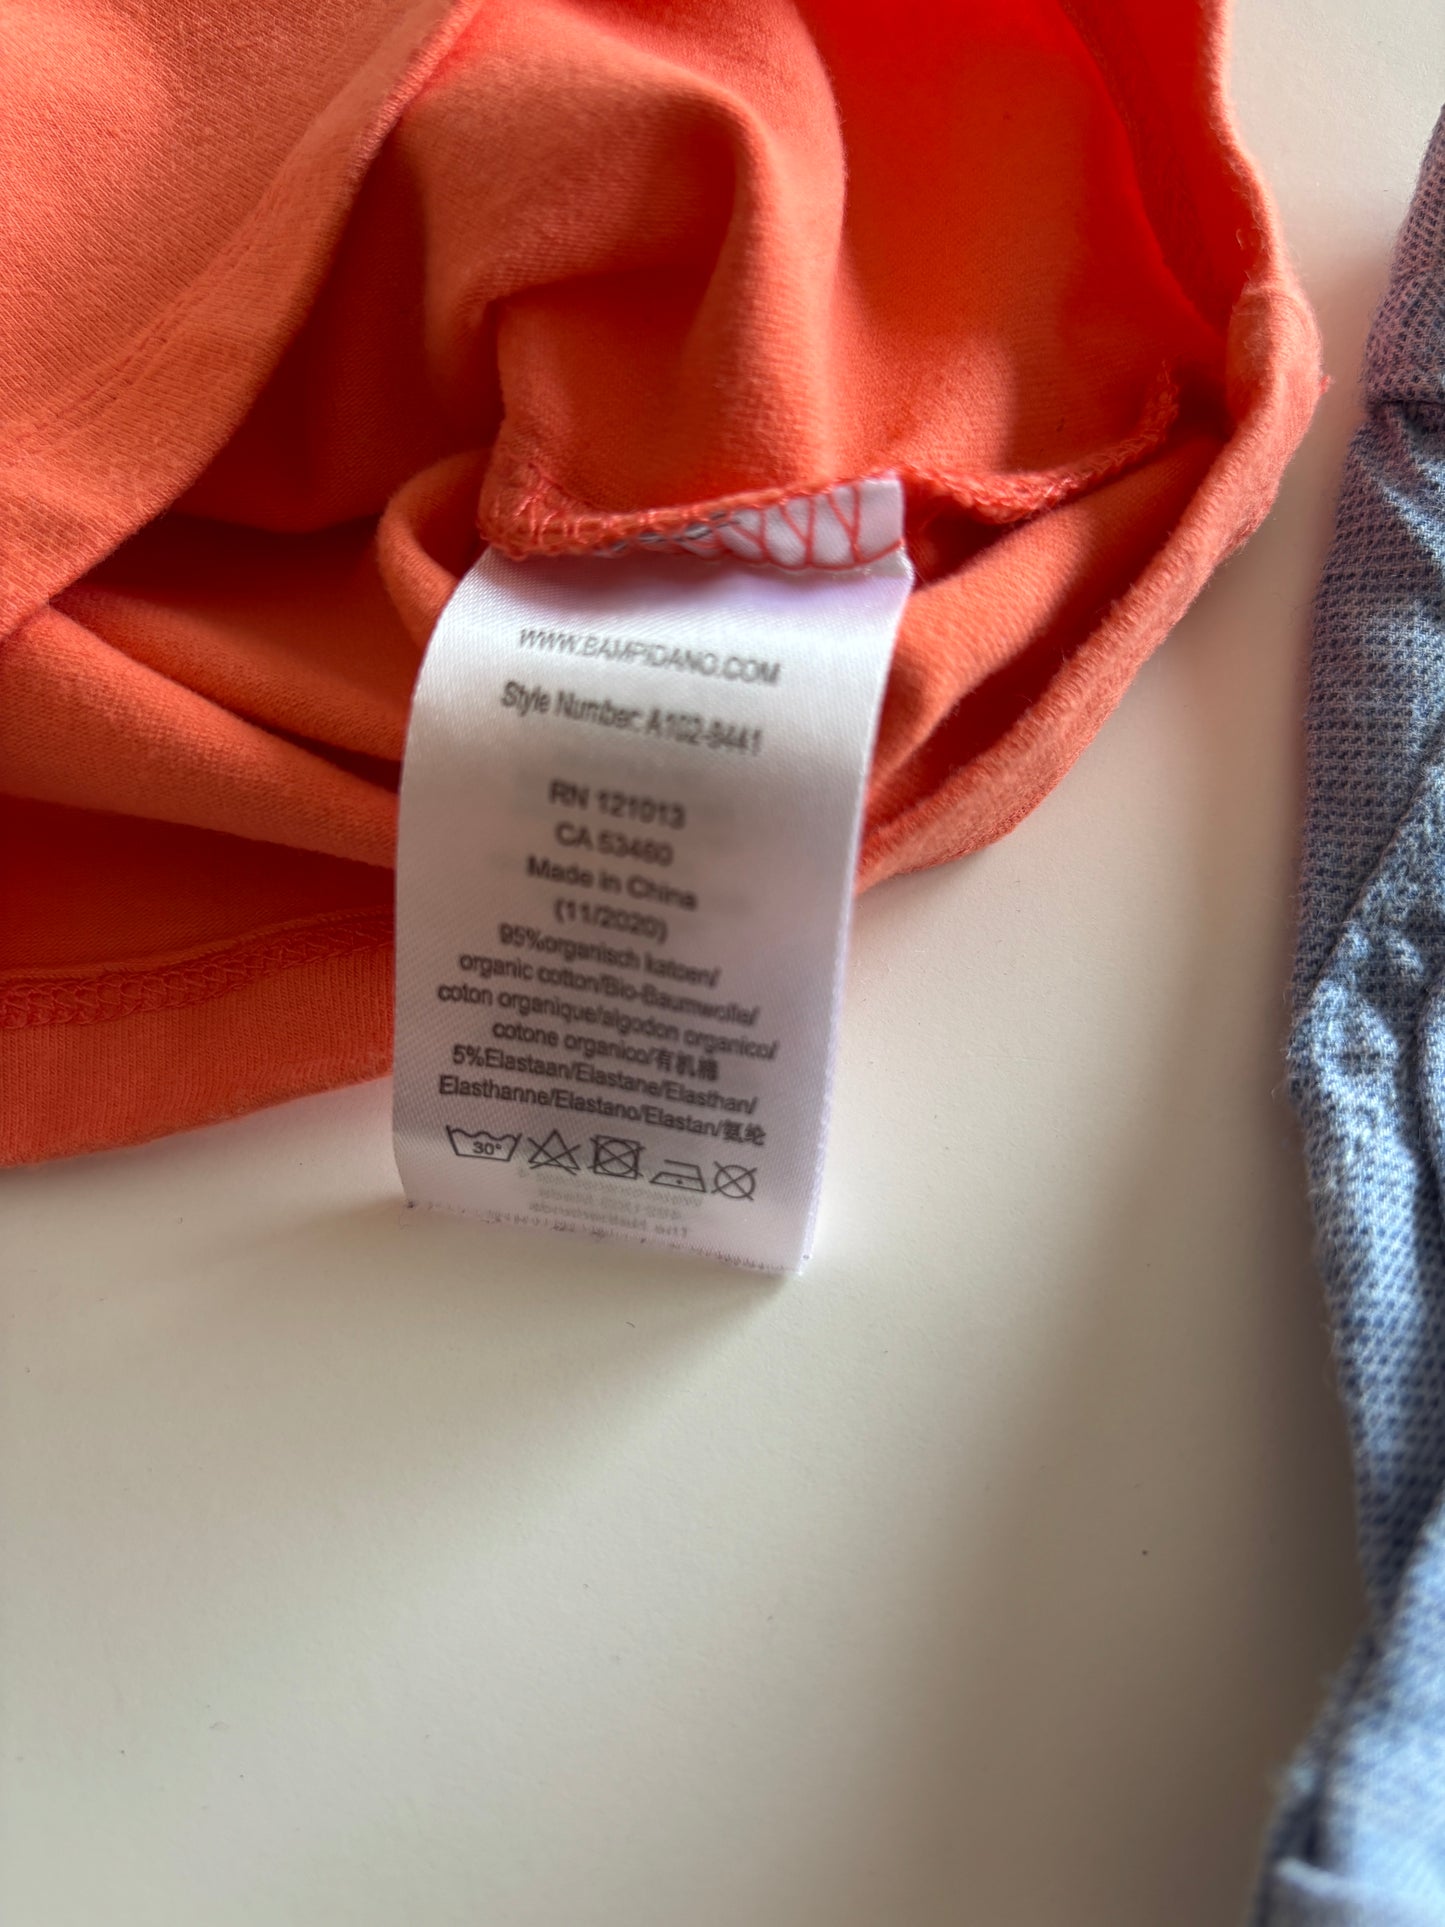 WWW.BAMPIDANO.COM
Style Number: A102-9441
RN 121013
CA 53460
Made in China
(11/2020)
95%organisch katoen/
organic cotton/Bio-Baumwolle/
coton organique/algodon organico/
cotone organico/有机棉
5%Elastaan/Elastane/Elasthan/
Elasthanne/Elastano/Elastan/氨纶
30°